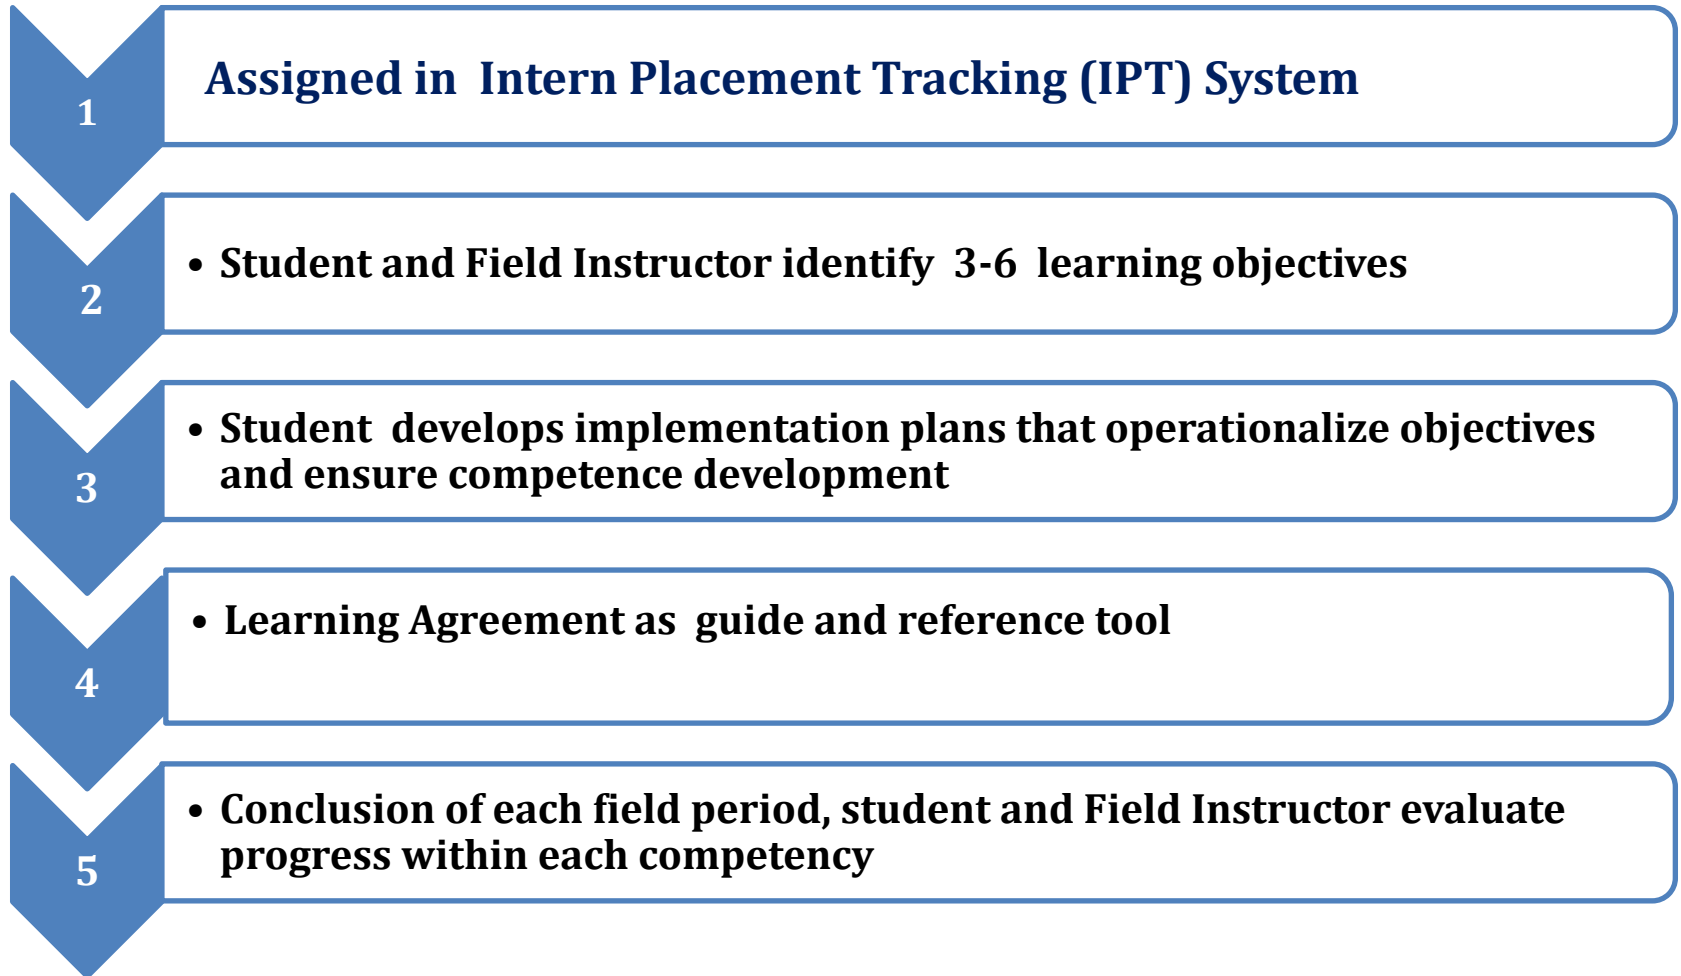 1
Assigned in Intern Placement Tracking (IPT) System
2
• Student and Field Instructor identify 3-6 learning objectives
3
• Student develops implementation plans that operationalize objectives
and ensure competence development
4
• Learning Agreement as guide and reference tool
5
• Conclusion of each field period, student and Field Instructor evaluate
progress within each competency